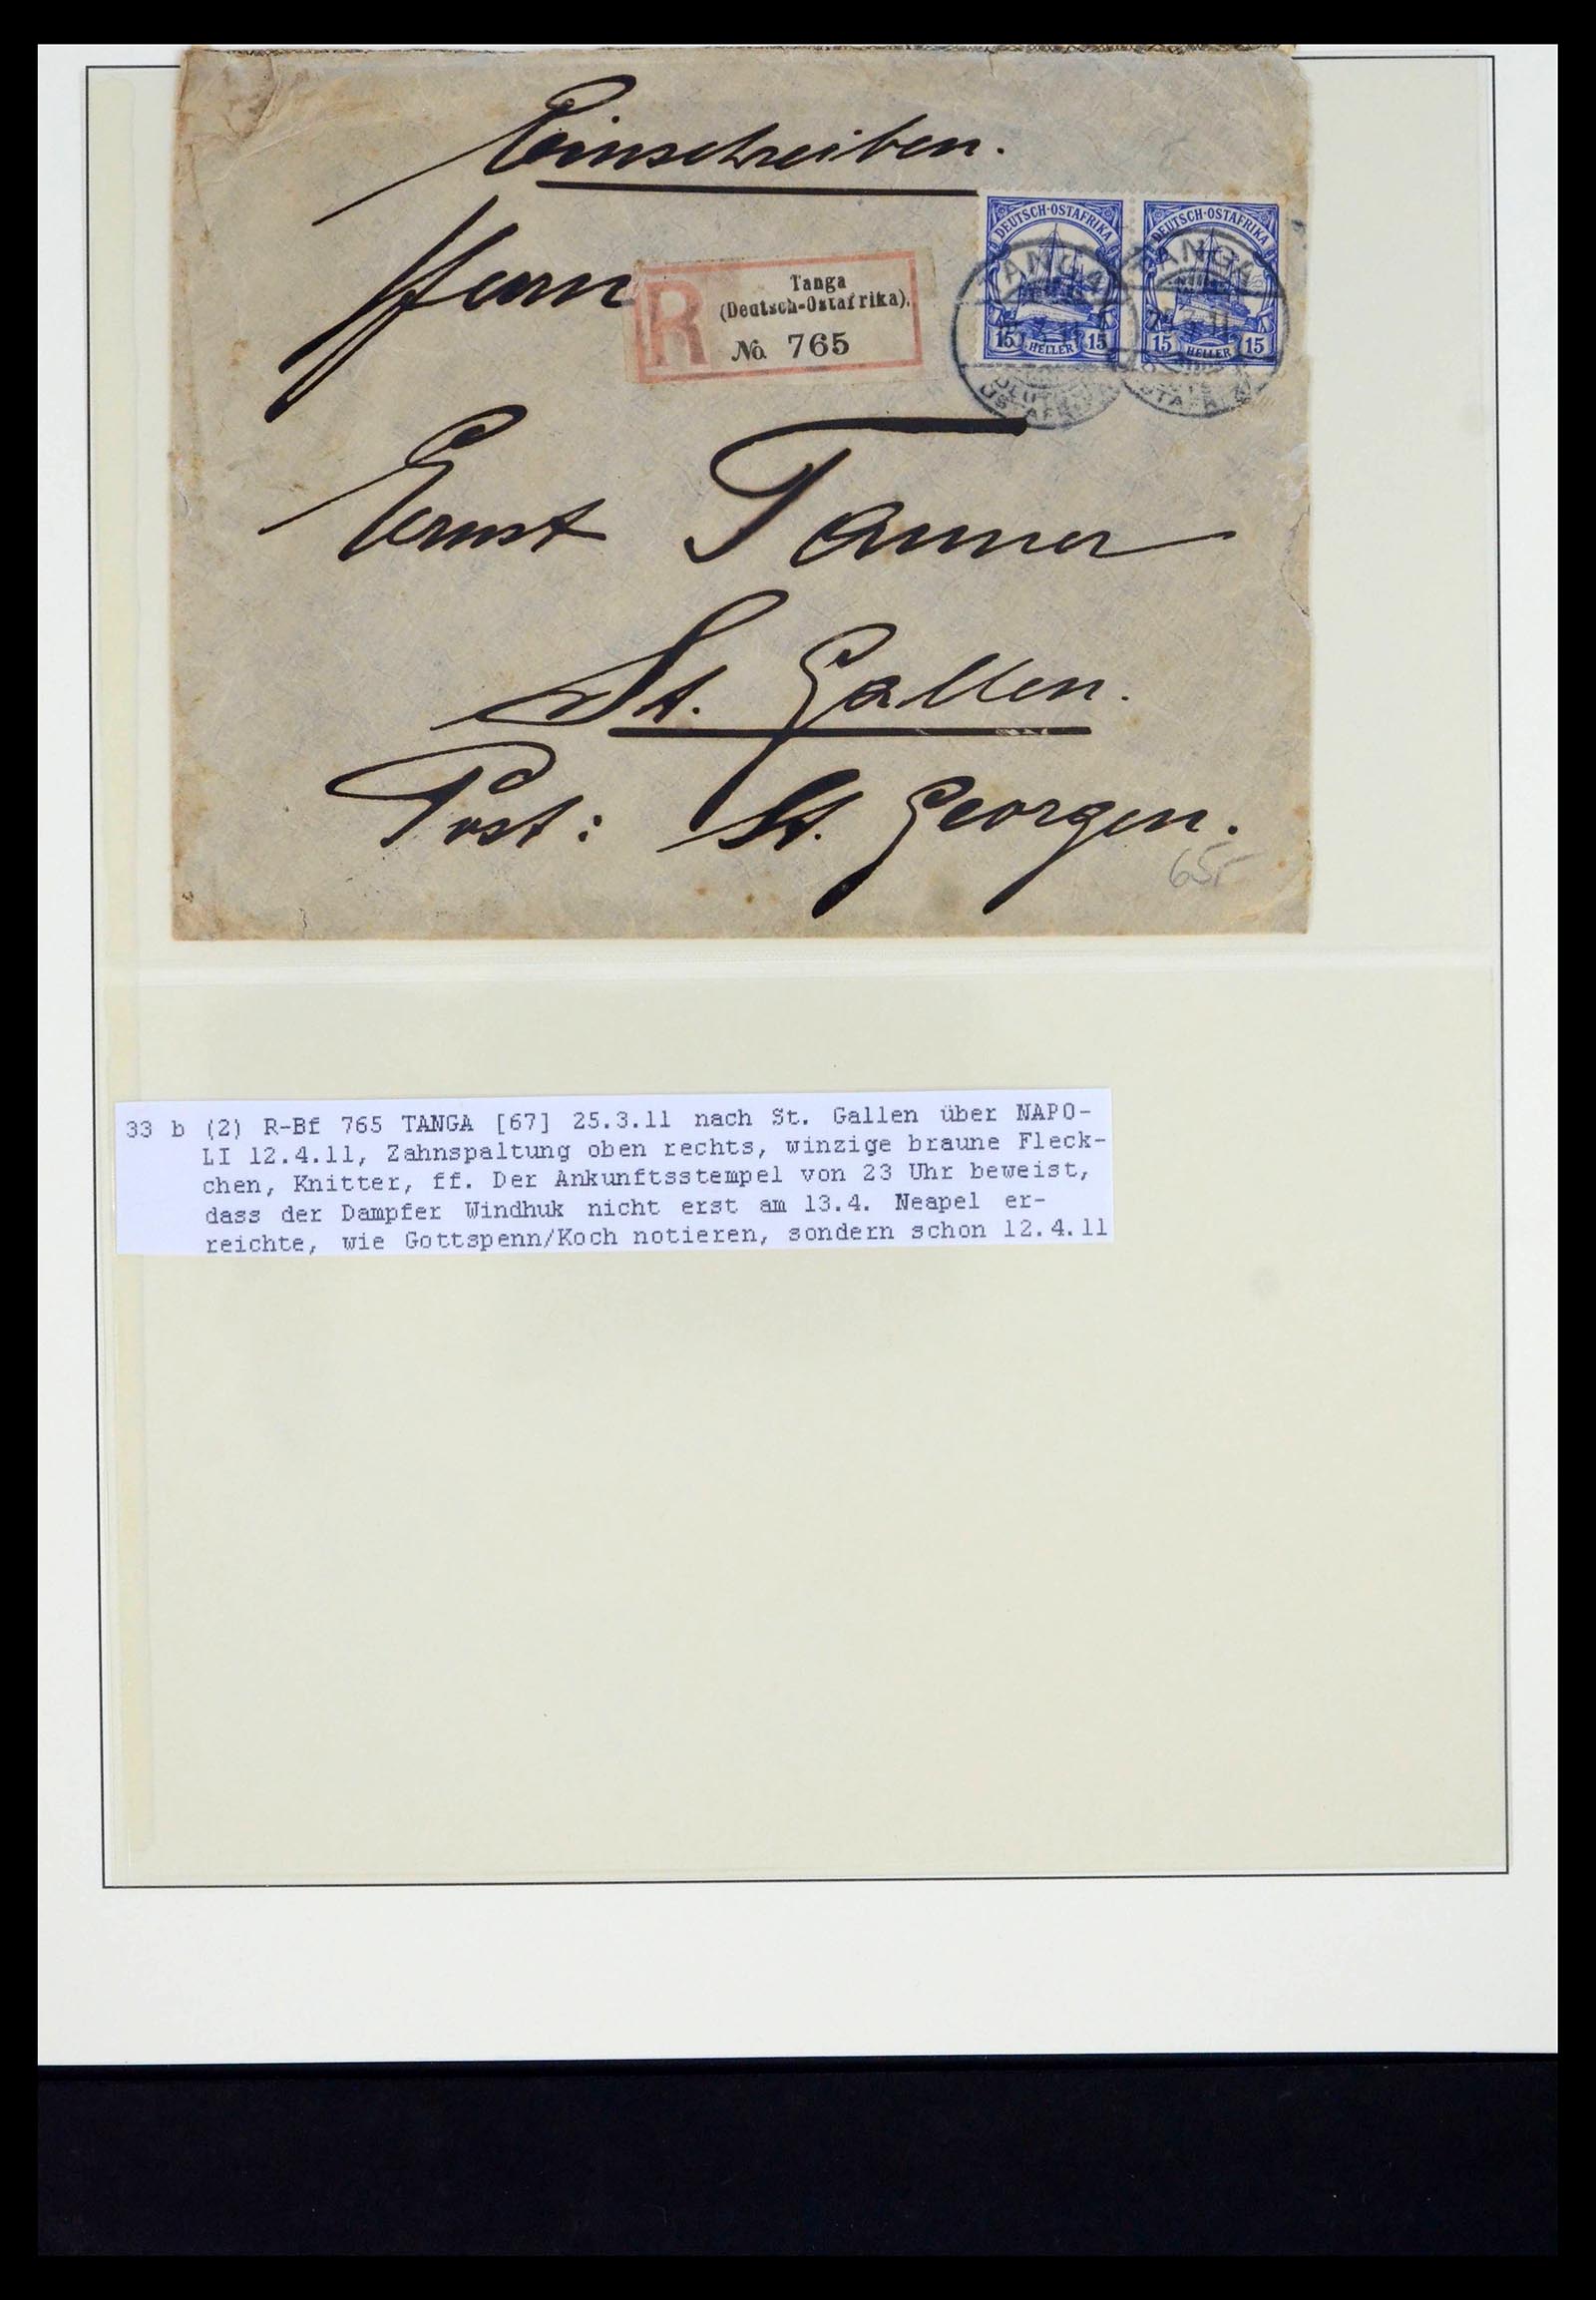 Einschreiben.
Herrn
R
Tanga
(Deutsch-Ostafrika).
No. 765
DEUTSCH-OSTAFRIKA
15 HELLER 15
DEUTSCH-OSTAFRIKA
15 HELLER 15
TANGA
TANGA
Ernst Tanner
St. Gallen.
Post: St. Georgen.
65,-
33 b (2) R-Bf 765 TANGA [67] 25.3.11 nach St. Gallen über NAPO-
LI 12.4.11, Zahnspaltung oben rechts, winzige braune Fleck-
chen, Knitter, ff. Der Ankunftsstempel von 23 Uhr beweist,
dass der Dampfer Windhuk nicht erst am 13.4. Neapel er-
reichte, wie Gottspenn/Koch notieren, sondern schon 12.4.11